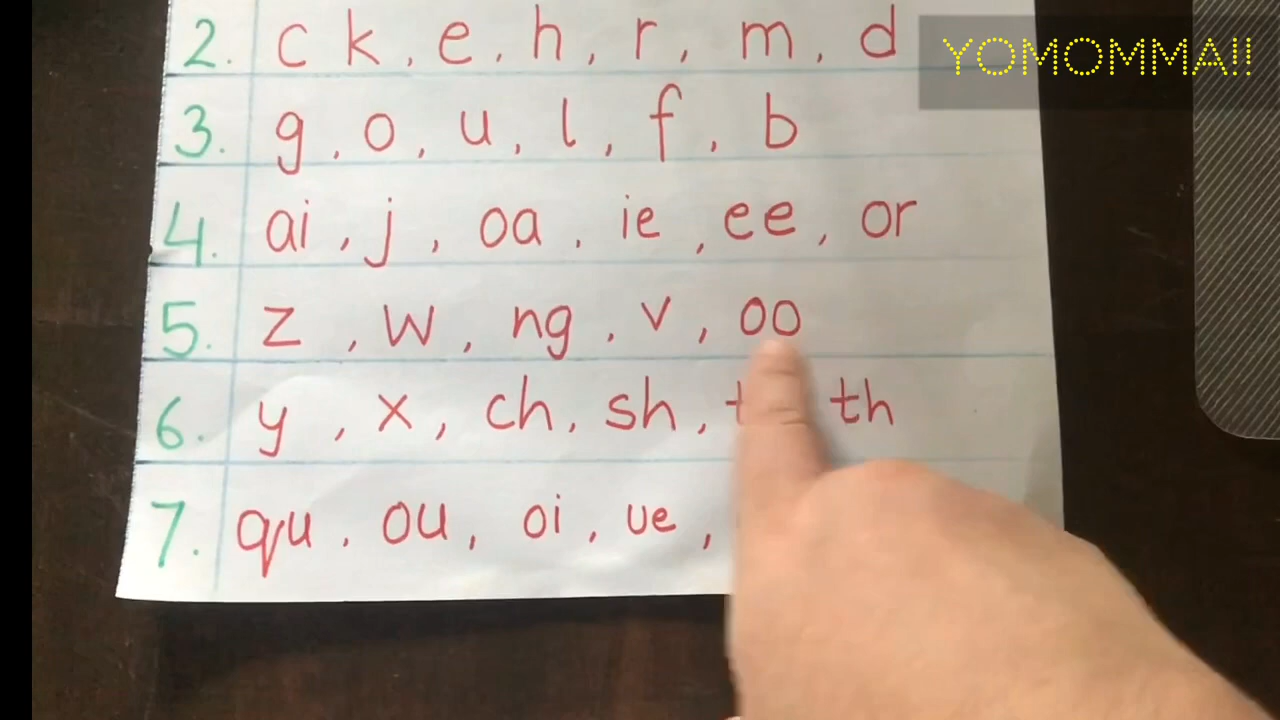 YOMOMMA!!
2. ck, e, h, r, m, d
3. g, o, u, l, f, b
4. ai, j, oa, ie, ee, or
5. z, w, ng, v, oo
6. y, x, ch, sh, th
7. qu, ou, oi, ue,